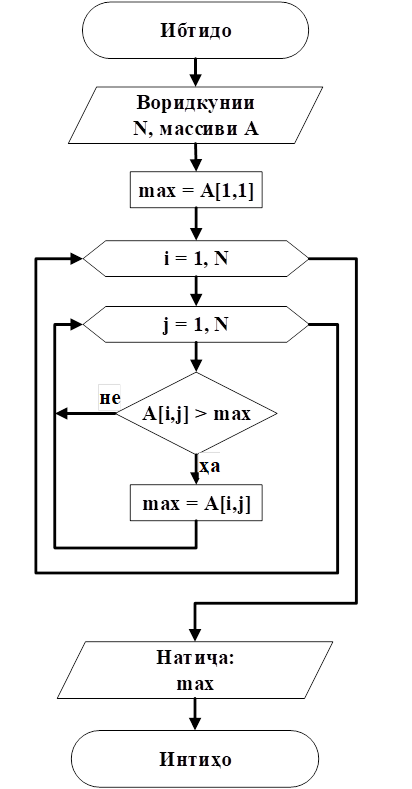 Ибтидо
Воридкунии
N, массиви A
max = A[1,1]
i = 1, N
j = 1, N
не
A[i,j] > max
ҳа
max = A[i,j]
Натиҷа:
max
Интиҳо